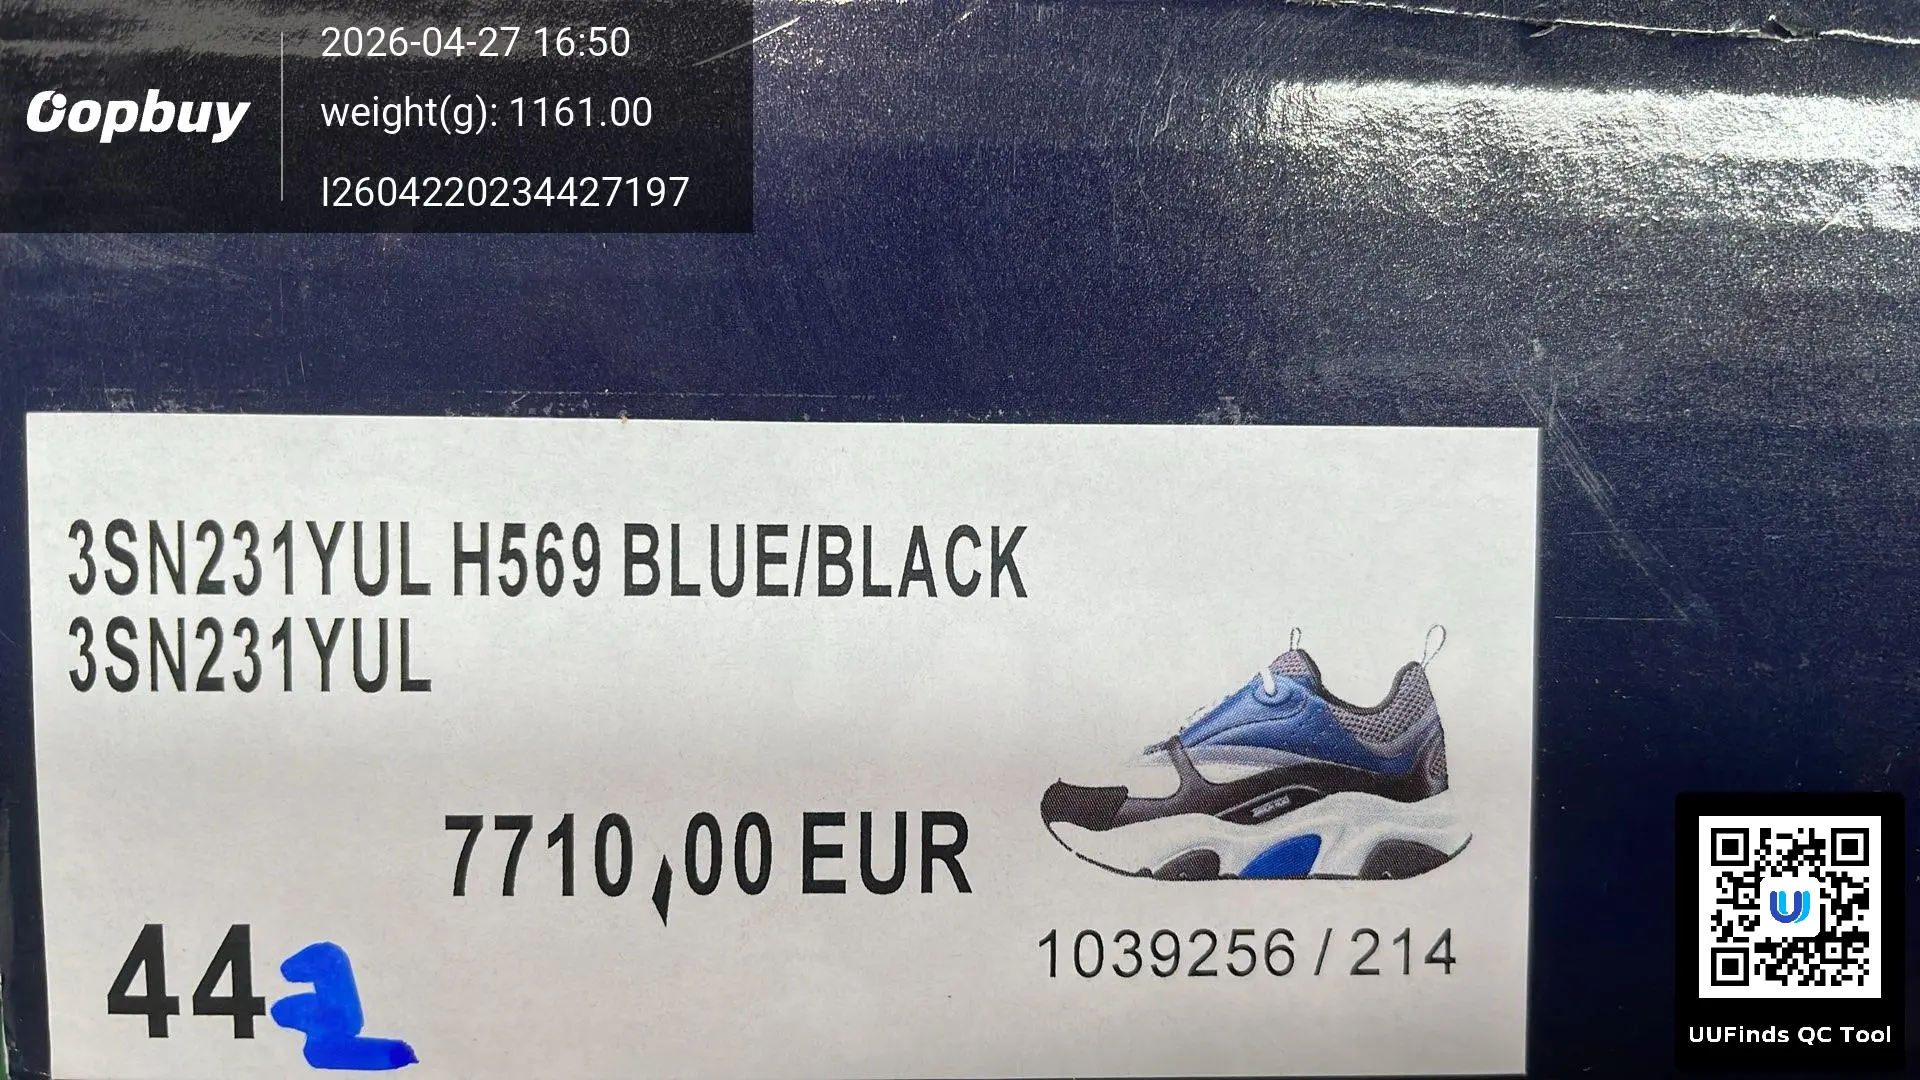 2026-04-27 16:50
oopbuy
weight(g): 1161.00
I2604220234427197
3SN231YUL H569 BLUE/BLACK
3SN231YUL
7710,00 EUR
44
1039256 / 214
UUFinds QC Tool